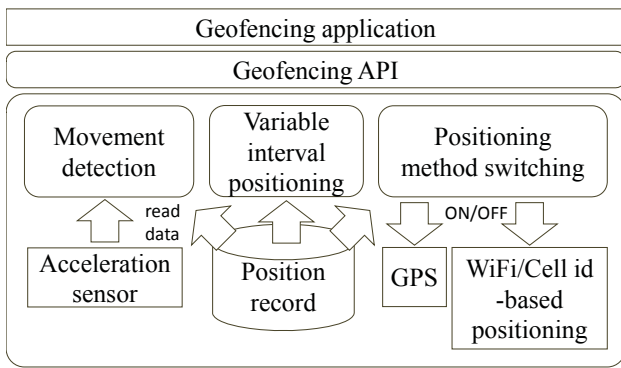 Geofencing application
Geofencing API
Movement
detection
Variable
interval
positioning
Positioning
method switching
read
data
ON/OFF
Acceleration
sensor
Position
record
GPS
WiFi/Cell id
-based
positioning